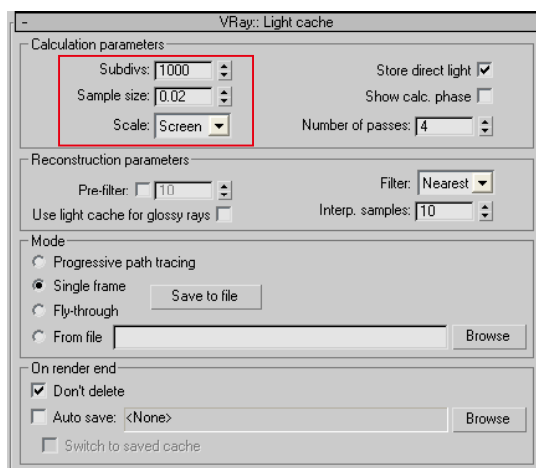 - VRay:: Light cache
Calculation parameters
Subdivs: 1000 Store direct light
Sample size: 0.02 Show calc. phase
Scale: Screen Number of passes: 4
Reconstruction parameters
Pre-filter: 10 Filter: Nearest
Use light cache for glossy rays Interp. samples: 10
Mode
Progressive path tracing
Single frame Save to file
Fly-through
From file Browse
On render end
Don't delete
Auto save: <None> Browse
Switch to saved cache